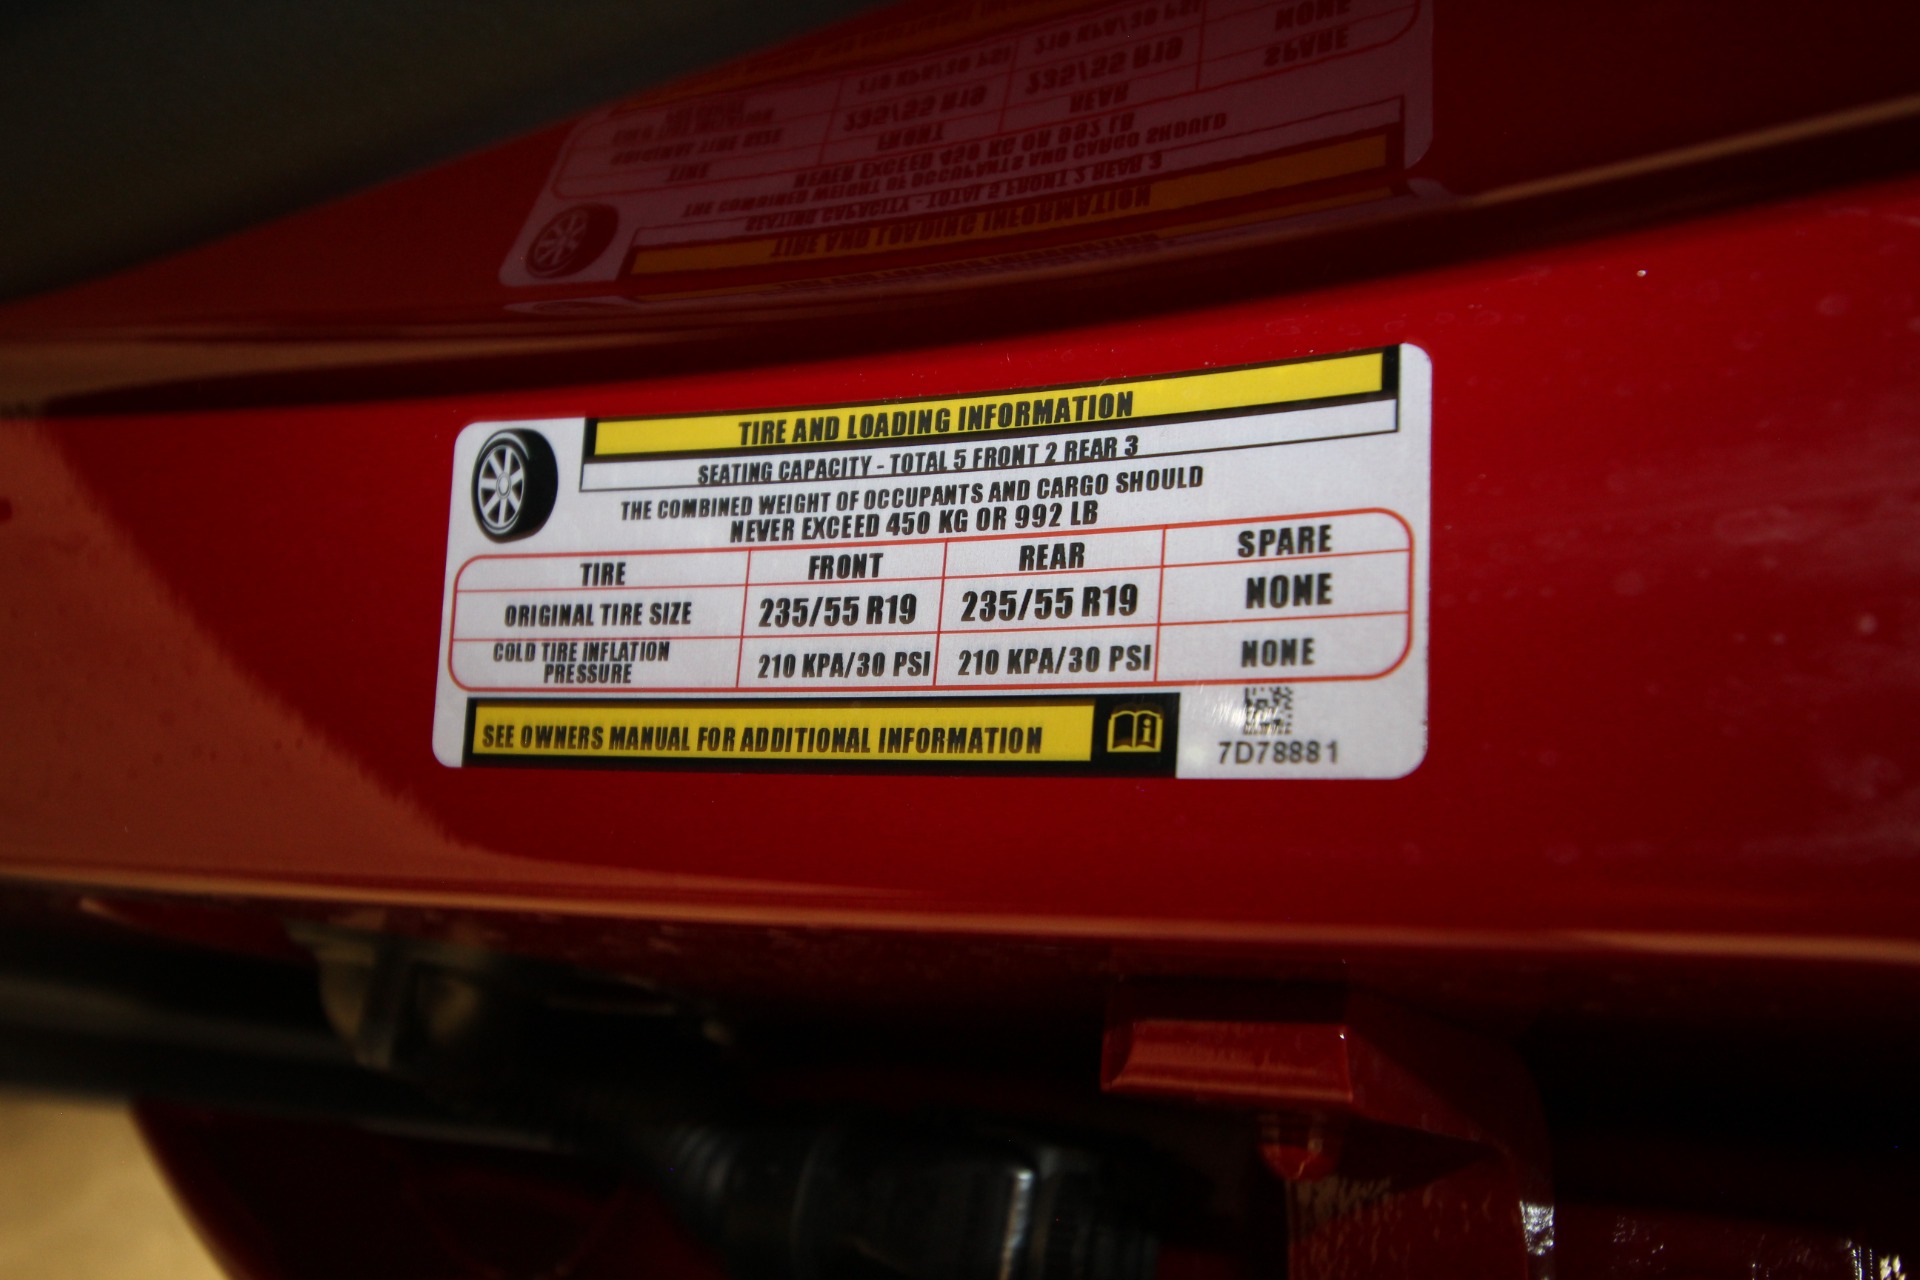 TIRE AND LOADING INFORMATION
SEATING CAPACITY - TOTAL 5 FRONT 2 REAR 3
THE COMBINED WEIGHT OF OCCUPANTS AND CARGO SHOULD
NEVER EXCEED 450 KG OR 992 LB
TIRE FRONT REAR SPARE
ORIGINAL TIRE SIZE 235/55 R19 235/55 R19 NONE
COLD TIRE INFLATION
PRESSURE 210 KPA/30 PSI 210 KPA/30 PSI NONE
SEE OWNERS MANUAL FOR ADDITIONAL INFORMATION
7D78881